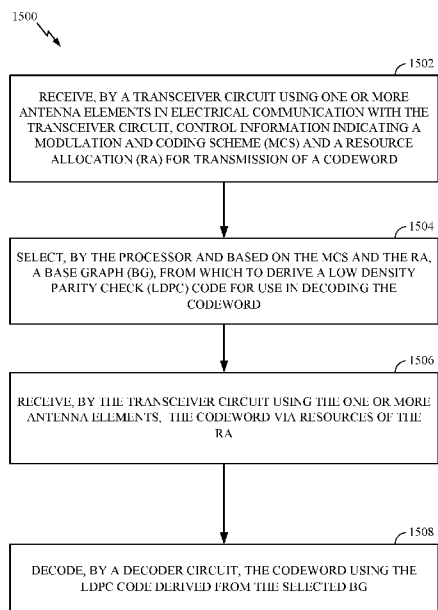 1500
1502
RECEIVE, BY A TRANSCEIVER CIRCUIT USING ONE OR MORE
ANTENNA ELEMENTS IN ELECTRICAL COMMUNICATION WITH
THE TRANSCEIVER CIRCUIT, CONTROL INFORMATION INDICATING A
MODULATION AND CODING SCHEME (MCS) AND A RESOURCE
ALLOCATION (RA) FOR TRANSMISSION OF A CODEWORD
1504
SELECT, BY THE PROCESSOR AND BASED ON THE MCS AND THE RA,
A BASE GRAPH (BG), FROM WHICH TO DERIVE A LOW DENSITY
PARITY CHECK (LDPC) CODE FOR USE IN DECODING THE
CODEWORD
1506
RECEIVE, BY THE TRANSCEIVER CIRCUIT USING THE ONE OR MORE
ANTENNA ELEMENTS, THE CODEWORD VIA RESOURCES OF THE
RA
1508
DECODE, BY A DECODER CIRCUIT, THE CODEWORD USING THE
LDPC CODE DERIVED FROM THE SELECTED BG